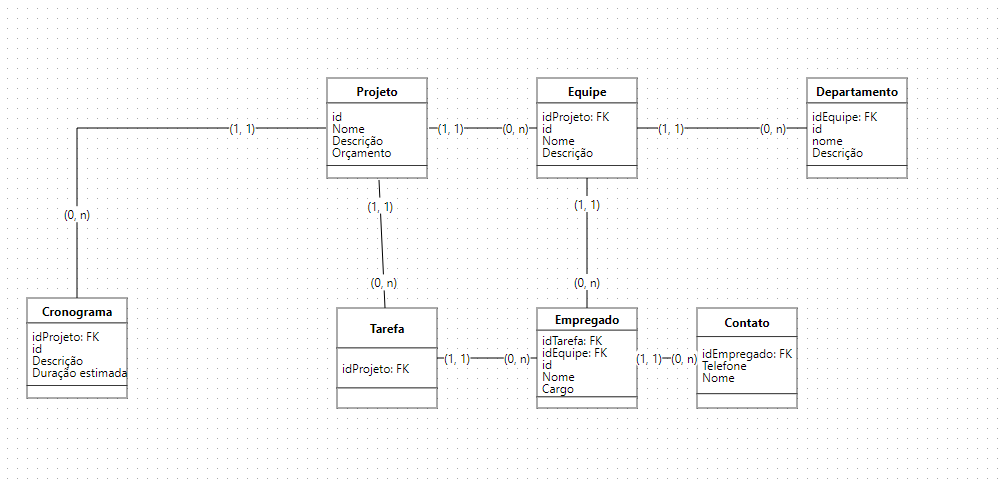 Projeto
id
Nome
Descrição
Orçamento
Equipe
idProjeto: FK
id
Nome
Descrição
Departamento
idEquipe: FK
id
nome
Descrição
(1, 1)
(1, 1)
(0, n)
(1, 1)
(0, n)
(0, n)
(1, 1)
(1, 1)
(0, n)
(0, n)
Cronograma
idProjeto: FK
id
Descrição
Duração estimada
Tarefa
idProjeto: FK
(1, 1)
(0, n)
Empregado
idTarefa: FK
idEquipe: FK
id
Nome
Cargo
(1, 1)
(0, n)
Contato
idEmpregado: FK
Telefone
Nome